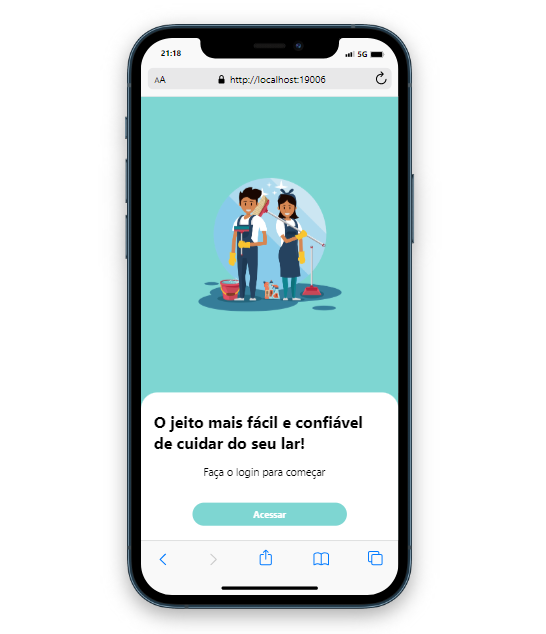 21:18
5G
AA
http://localhost:19006
O jeito mais fácil e confiável
de cuidar do seu lar!
Faça o login para começar
Acessar